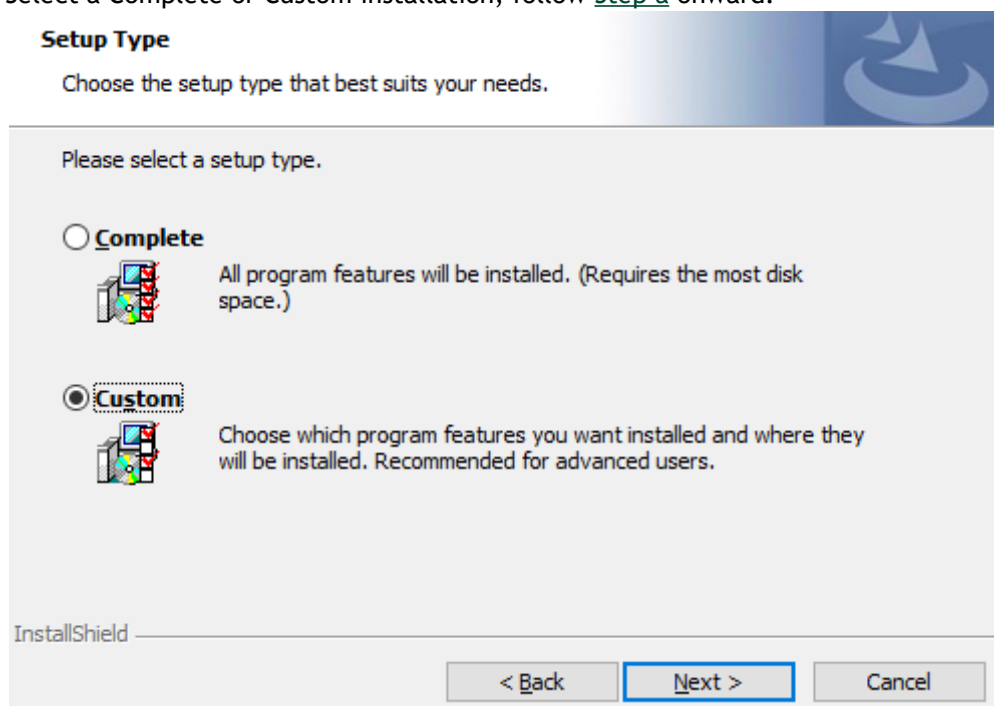 Select a Complete or Custom installation, follow Step a onward.
Setup Type
Choose the setup type that best suits your needs.
Please select a setup type.
Complete
All program features will be installed. (Requires the most disk
space.)
Custom
Choose which program features you want installed and where they
will be installed. Recommended for advanced users.
InstallShield
< Back
Next >
Cancel